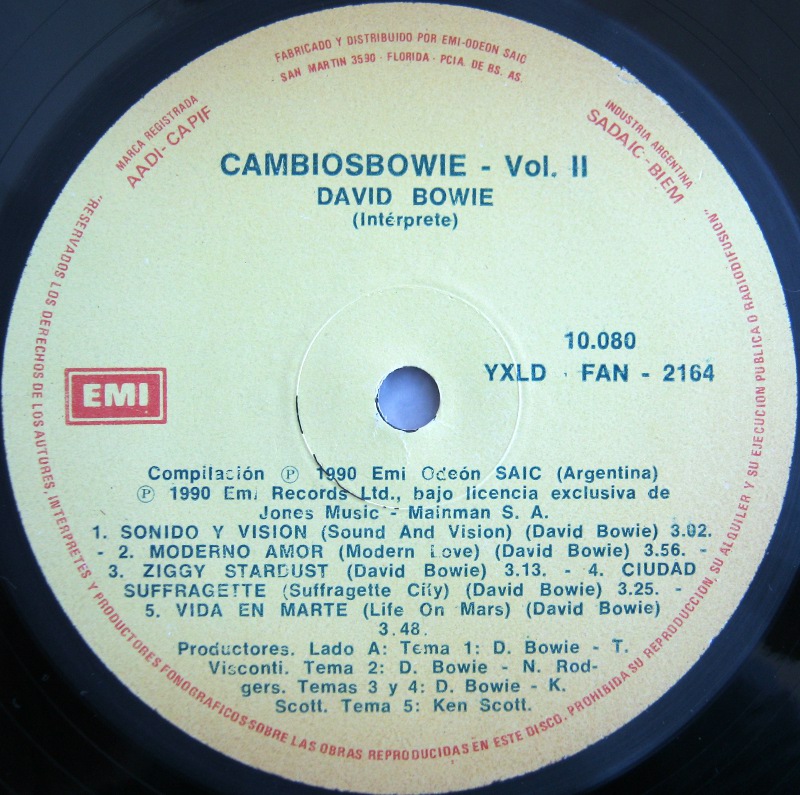 FABRICADO Y DISTRIBUIDO POR EMI-ODEON SAIC
SAN MARTIN 3590 - FLORIDA - PCIA. DE BS. AS.
MARCA REGISTRADA
AADI-CAPIF
INDUSTRIA ARGENTINA
SADAIC-BIEM
CAMBIOSBOWIE - Vol. II
DAVID BOWIE
(Intérprete)
10.080
YXLD - FAN - 2164
EMI
Compilación Ⓟ 1990 Emi Odeón SAIC (Argentina)
Ⓟ 1990 Emi Records Ltd., bajo licencia exclusiva de
Jones Music - Mainman S. A.
1. SONIDO Y VISION (Sound And Vision) (David Bowie) 3.02.
- 2. MODERNO AMOR (Modern Love) (David Bowie) 3.56. -
3. ZIGGY STARDUST (David Bowie) 3.13. - 4. CIUDAD
SUFFRAGETTE (Suffragette City) (David Bowie) 3.25. -
5. VIDA EN MARTE (Life On Mars) (David Bowie)
3.48.
Productores. Lado A: Tema 1: D. Bowie - T.
Visconti. Tema 2: D. Bowie - N. Rod-
gers. Temas 3 y 4: D. Bowie - K.
Scott. Tema 5: Ken Scott.
"RESERVADOS LOS DERECHOS DE LOS AUTORES, INTERPRETES Y PRODUCTORES FONOGRAFICOS SOBRE LAS OBRAS REPRODUCIDAS EN ESTE DISCO. PROHIBIDA SU REPRODUCCION, SU ALQUILER Y SU EJECUCION PUBLICA O RADIODIFUSION"